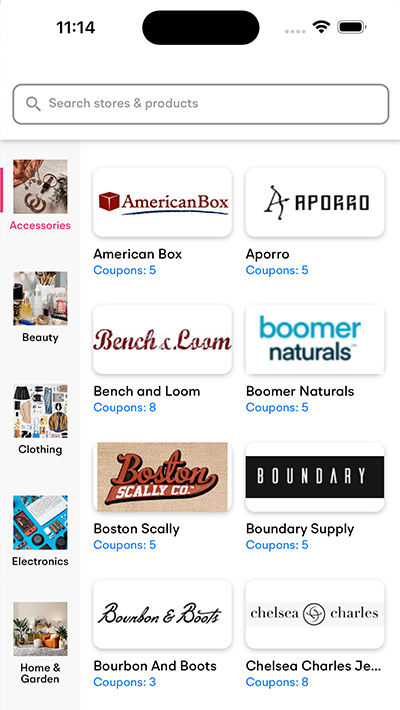 11:14
Search stores & products
Accessories
Beauty
Clothing
Electronics
Home &
Garden
AmericanBox
American Box
Coupons: 5
APORRO
Aporro
Coupons: 5
Bench & Loom
Bench and Loom
Coupons: 8
boomer
naturals™
Boomer Naturals
Coupons: 5
Boston
SCALLY CO.
Boston Scally
Coupons: 5
BOUNDARY
Boundary Supply
Coupons: 5
Bourbon & Boots
Bourbon And Boots
Coupons: 3
chelsea charles
Chelsea Charles Je...
Coupons: 8